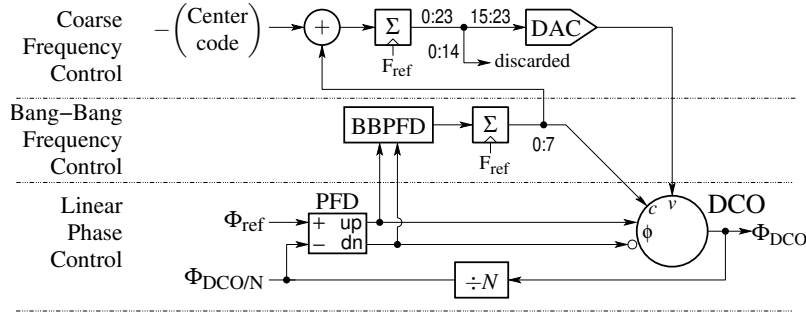 Coarse
Frequency
Control
−(Center
code)
+
Σ
F_ref
0:23
0:14
15:23
discarded
DAC
Bang−Bang
Frequency
Control
BBPFD
Σ
F_ref
0:7
Linear
Phase
Control
Φ_ref
PFD
+ up
− dn
c v
ϕ
DCO
Φ_DCO
Φ_DCO/N
÷N